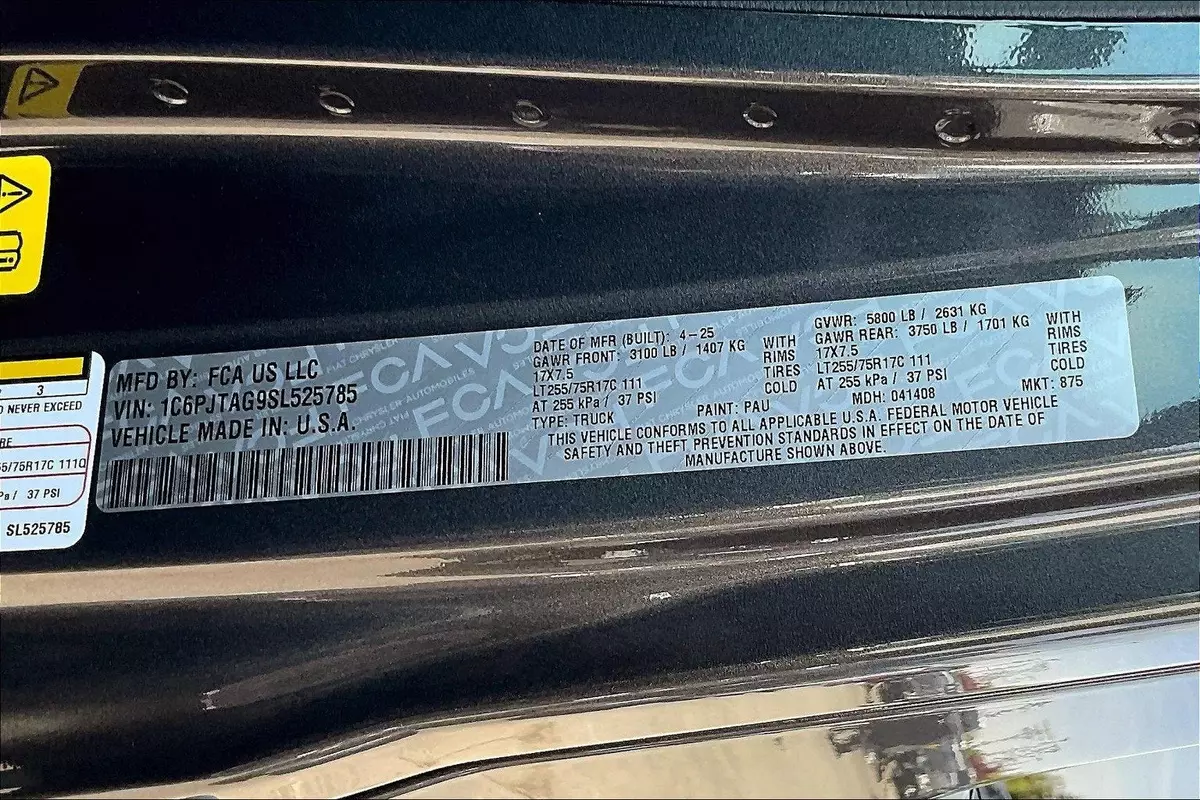 3
D NEVER EXCEED
RE
55/75R17C 111Q
Pa / 37 PSI
SL525785
MFD BY: FCA US LLC
VIN: 1C6PJTAG9SL525785
VEHICLE MADE IN: U.S.A.
DATE OF MFR (BUILT): 4-25
GAWR FRONT: 3100 LB / 1407 KG WITH
17X7.5 RIMS
LT255/75R17C 111 TIRES
AT 255 kPa / 37 PSI COLD
TYPE: TRUCK PAINT: PAU
GVWR: 5800 LB / 2631 KG
GAWR REAR: 3750 LB / 1701 KG WITH
17X7.5 RIMS
LT255/75R17C 111 TIRES
AT 255 kPa / 37 PSI COLD
MDH: 041408 MKT: 875
THIS VEHICLE CONFORMS TO ALL APPLICABLE U.S.A. FEDERAL MOTOR VEHICLE
SAFETY AND THEFT PREVENTION STANDARDS IN EFFECT ON THE DATE OF
MANUFACTURE SHOWN ABOVE.